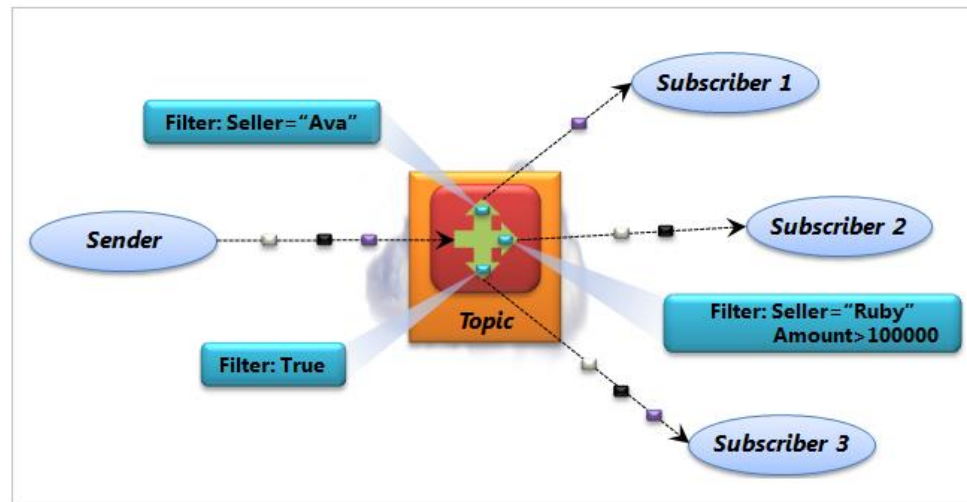 Subscriber 1
Filter: Seller=“Ava”
Sender
Subscriber 2
Filter: Seller=“Ruby”
Amount>100000
Topic
Filter: True
Subscriber 3